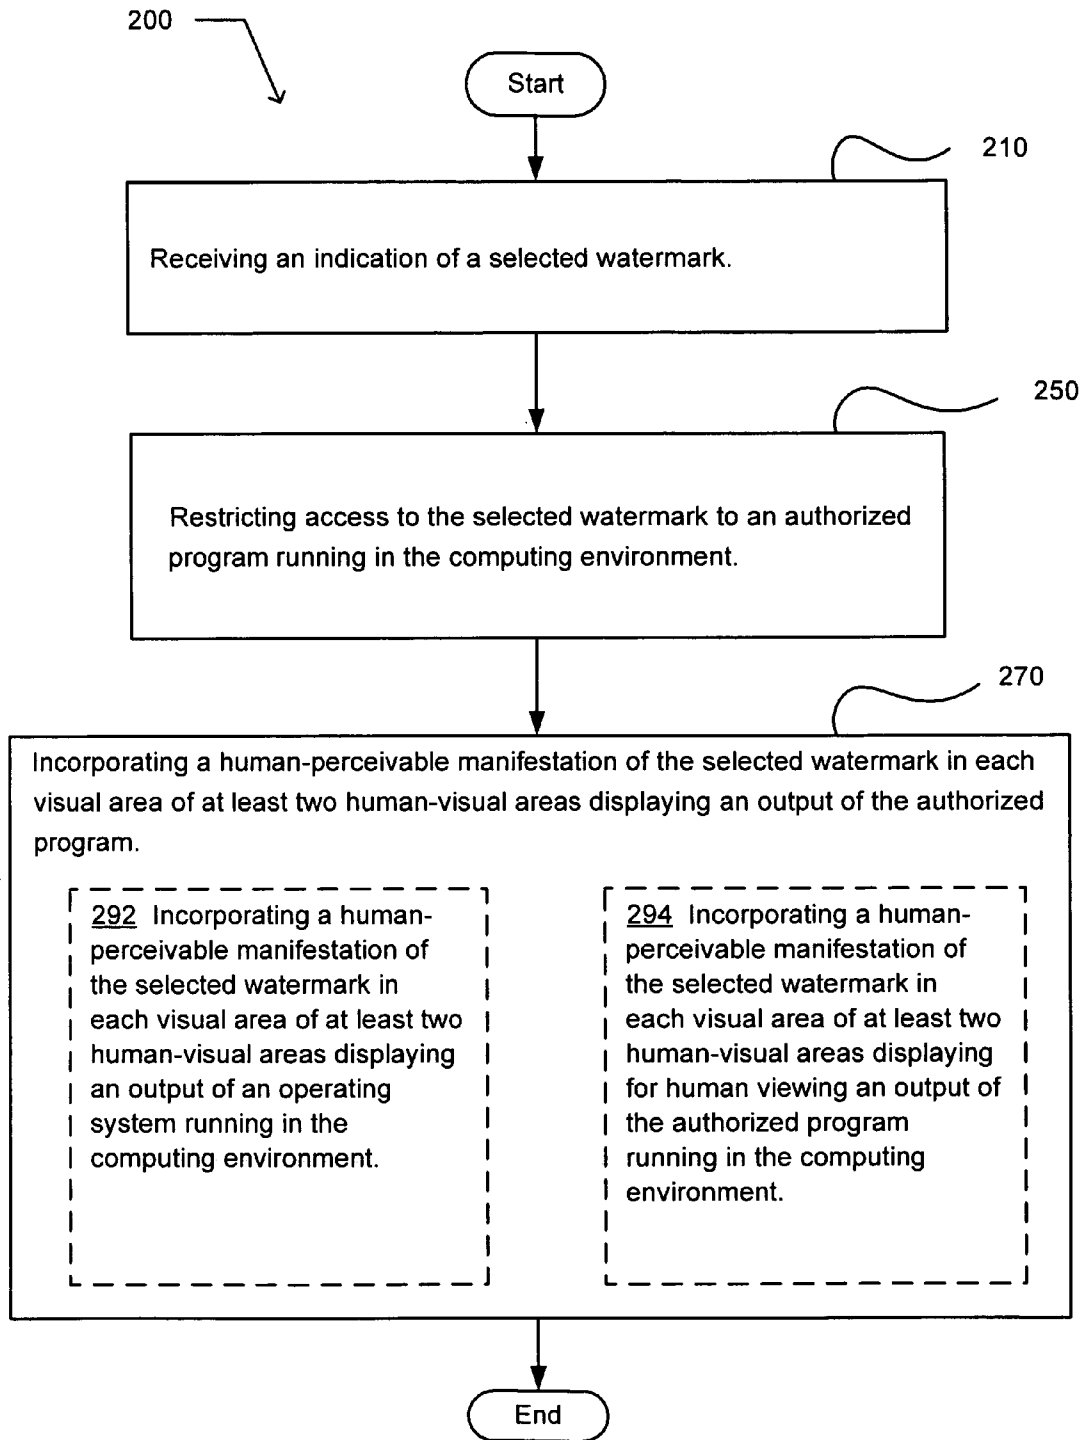 200
Start
210
Receiving an indication of a selected watermark.
250
Restricting access to the selected watermark to an authorized
program running in the computing environment.
270
Incorporating a human-perceivable manifestation of the selected watermark in each
visual area of at least two human-visual areas displaying an output of the authorized
program.
292 Incorporating a human-
perceivable manifestation of
the selected watermark in
each visual area of at least two
human-visual areas displaying
an output of an operating
system running in the
computing environment.
294 Incorporating a human-
perceivable manifestation of
the selected watermark in
each visual area of at least two
human-visual areas displaying
for human viewing an output of
the authorized program
running in the computing
environment.
End